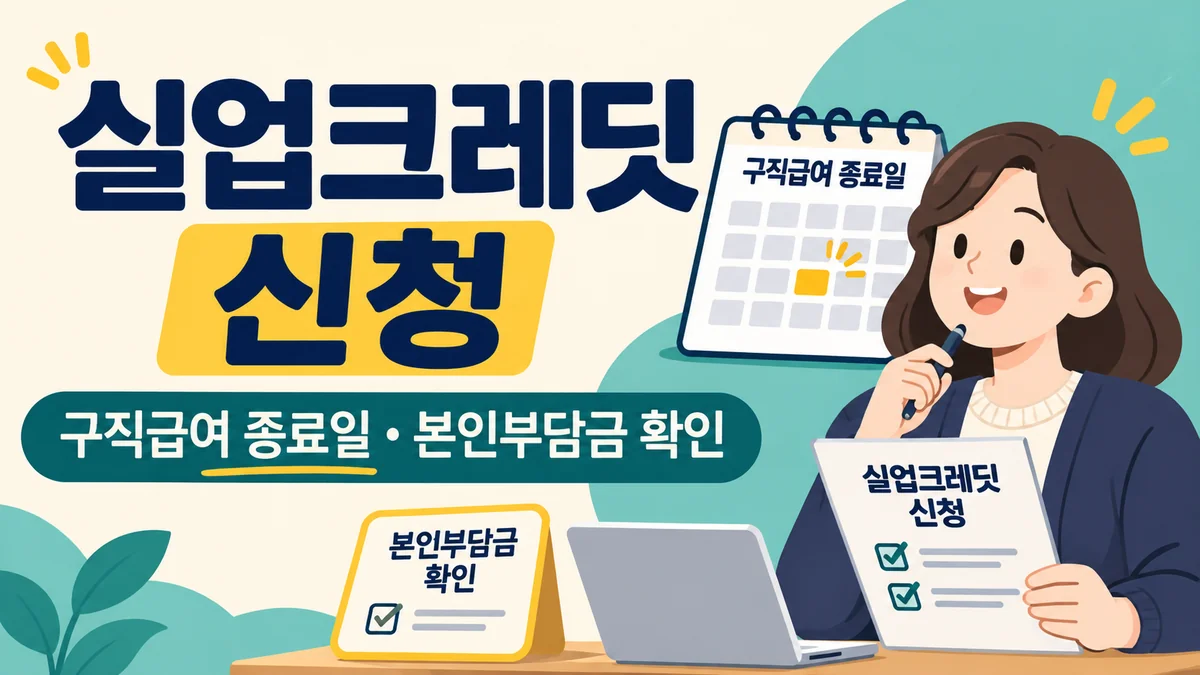 실업크레딧
신청
구직급여 종료일 • 본인부담금 확인
구직급여 종료일
본인부담금
확인
실업크레딧
신청